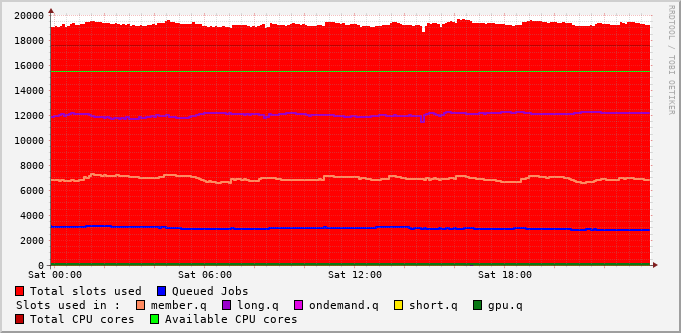 20000
18000
16000
14000
12000
10000
8000
6000
4000
2000
0
Sat 00:00 Sat 06:00 Sat 12:00 Sat 18:00
RRDTOOL / TOBI OETIKER
Total slots used Queued Jobs
Slots used in : member.q long.q ondemand.q short.q gpu.q
Total CPU cores Available CPU cores